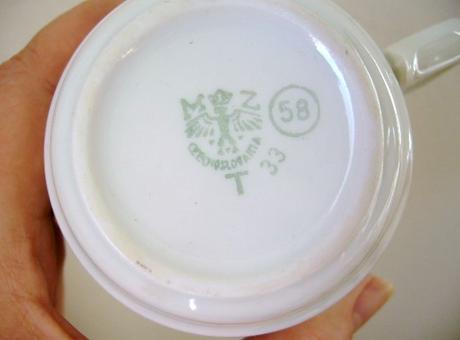 M Z 58
CZECHOSLOVAKIA
T 33